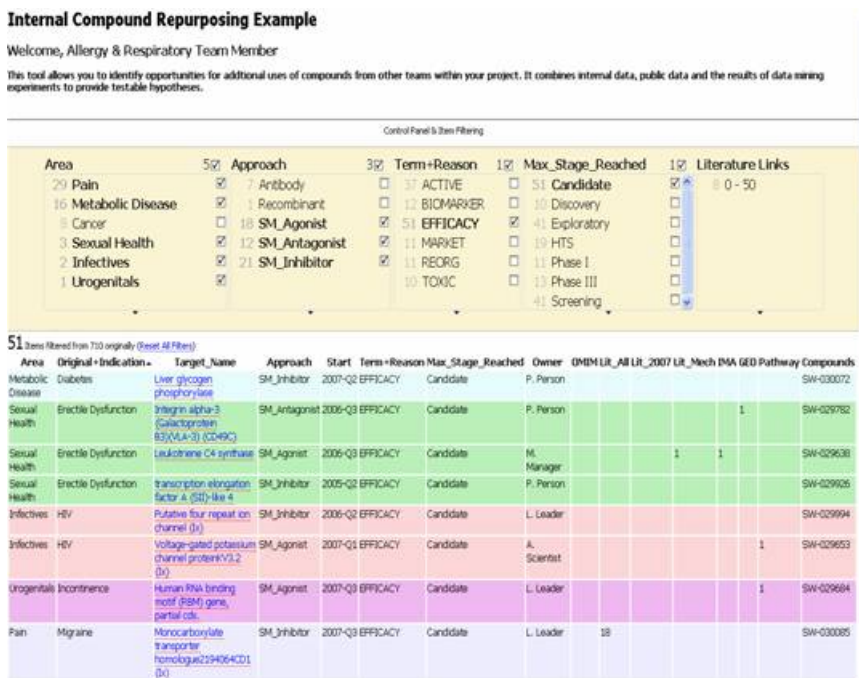 Internal Compound Repurposing Example
Welcome, Allergy & Respiratory Team Member
This tool allows you to identify opportunities for addtional uses of compounds from other teams within your project. It combines internal data, public data and the results of data mining
experiments to provide testable hypotheses.
Control Panel & Item Filtering
Area 5 Approach 3 Term+Reason 1 Max_Stage_Reached 1 Literature Links
29 Pain 7 Antibody 37 ACTIVE 51 Candidate 8 0 - 50
16 Metabolic Disease 1 Recombinant 12 BIOMARKER 10 Discovery
Cancer 18 SM_Agonist 51 EFFICACY 41 Exploratory
3 Sexual Health 12 SM_Antagonist 11 MARKET 19 HTS
2 Infectives 21 SM_Inhibitor 11 REORG 11 Phase I
1 Urogenitals 10 TOXIC 13 Phase III
41 Screening
51 Items filtered from 710 originally (Reset All Filters)
Area Original+Indication Target_Name Approach Start Term+Reason Max_Stage_Reached Owner OMIM Lit_All Lit_2007 Lit_Mech IMA GEO Pathway Compounds
Metabolic Diabetes Liver glycogen SM_Inhibitor 2007-Q2 EFFICACY Candidate P. Person SW-030072
Disease phosphorylase
Sexual Erectile Dysfunction Integrin alpha-3 SM_Antagonist 2006-Q3 EFFICACY Candidate P. Person 1 SW-029782
Health (Galactoprotein
B3)(VLA-3) (CD49C)
Sexual Erectile Dysfunction Leukotriene C4 synthase SM_Agonist 2006-Q3 EFFICACY Candidate M. 1 1 SW-029638
Health Manager
Sexual Erectile Dysfunction transcription elongation SM_Inhibitor 2005-Q2 EFFICACY Candidate P. Person SW-029926
Health factor A (SII)-like 4
Infectives HIV Putative four repeat ion SM_Inhibitor 2006-Q2 EFFICACY Candidate L. Leader SW-029994
channel (Ix)
Infectives HIV Voltage-gated potassium SM_Agonist 2007-Q1 EFFICACY Candidate A. 1 SW-029653
channel proteinKV3.2 Scientist
(Ix)
Urogenitals Incontinence Human RNA binding SM_Agonist 2007-Q3 EFFICACY Candidate L. Leader 1 SW-029684
motif (RBM) gene,
partial cds.
Pain Migraine Monocarboxylate SM_Inhibitor 2007-Q3 EFFICACY Candidate L. Leader 18 SW-030085
transporter
homologue2194064CD1
(Ix)